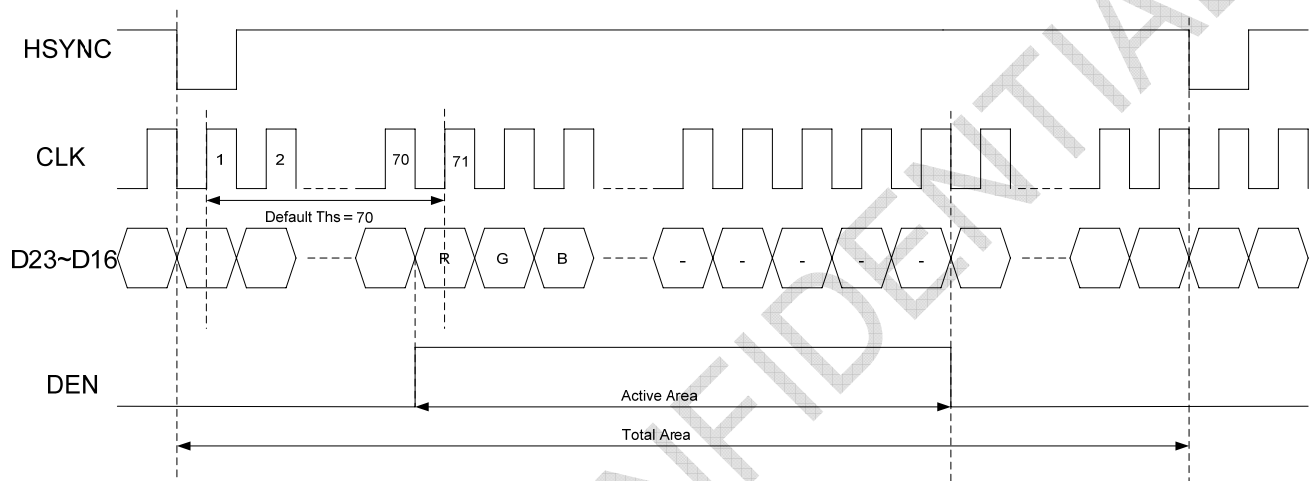 HSYNC
CLK
1 2 70 71
Default Ths = 70
D23~D16
R G B - - - - -
DEN
Active Area
Total Area
CONFIDENTIAL